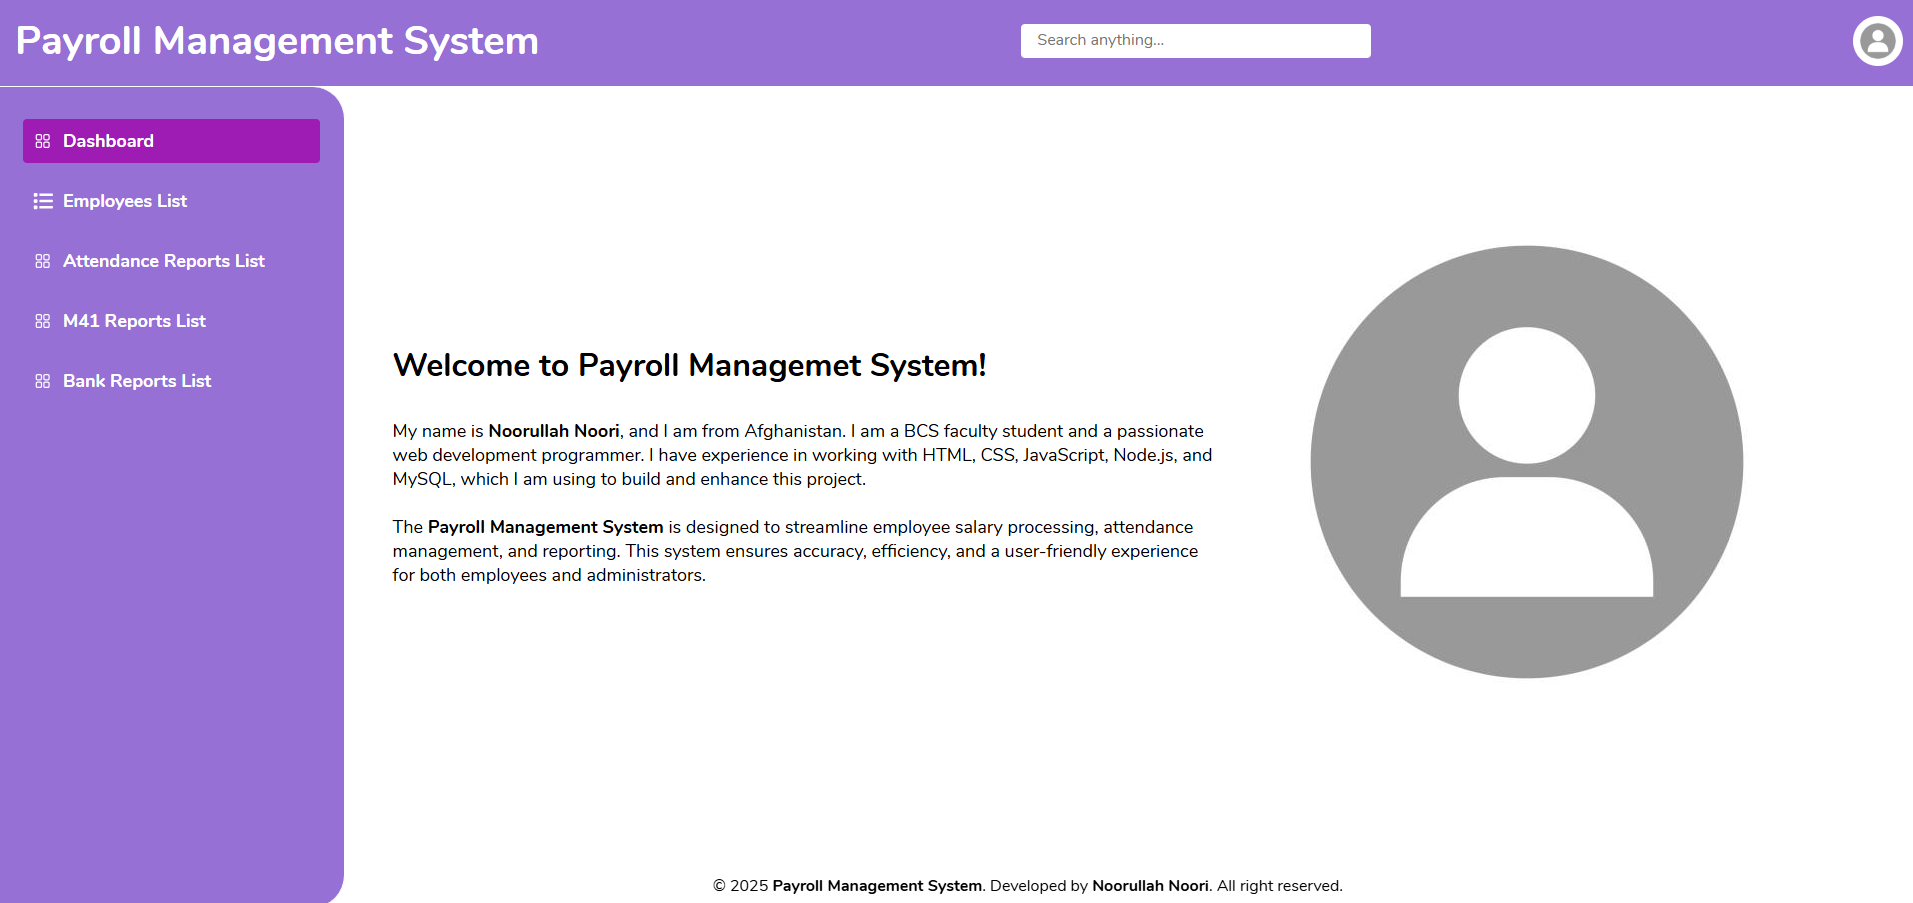 Payroll Management System
Search anything...
Dashboard
Employees List
Attendance Reports List
M41 Reports List
Bank Reports List
Welcome to Payroll Managemet System!
My name is Noorullah Noori, and I am from Afghanistan. I am a BCS faculty student and a passionate
web development programmer. I have experience in working with HTML, CSS, JavaScript, Node.js, and
MySQL, which I am using to build and enhance this project.
The Payroll Management System is designed to streamline employee salary processing, attendance
management, and reporting. This system ensures accuracy, efficiency, and a user-friendly experience
for both employees and administrators.
© 2025 Payroll Management System. Developed by Noorullah Noori. All right reserved.